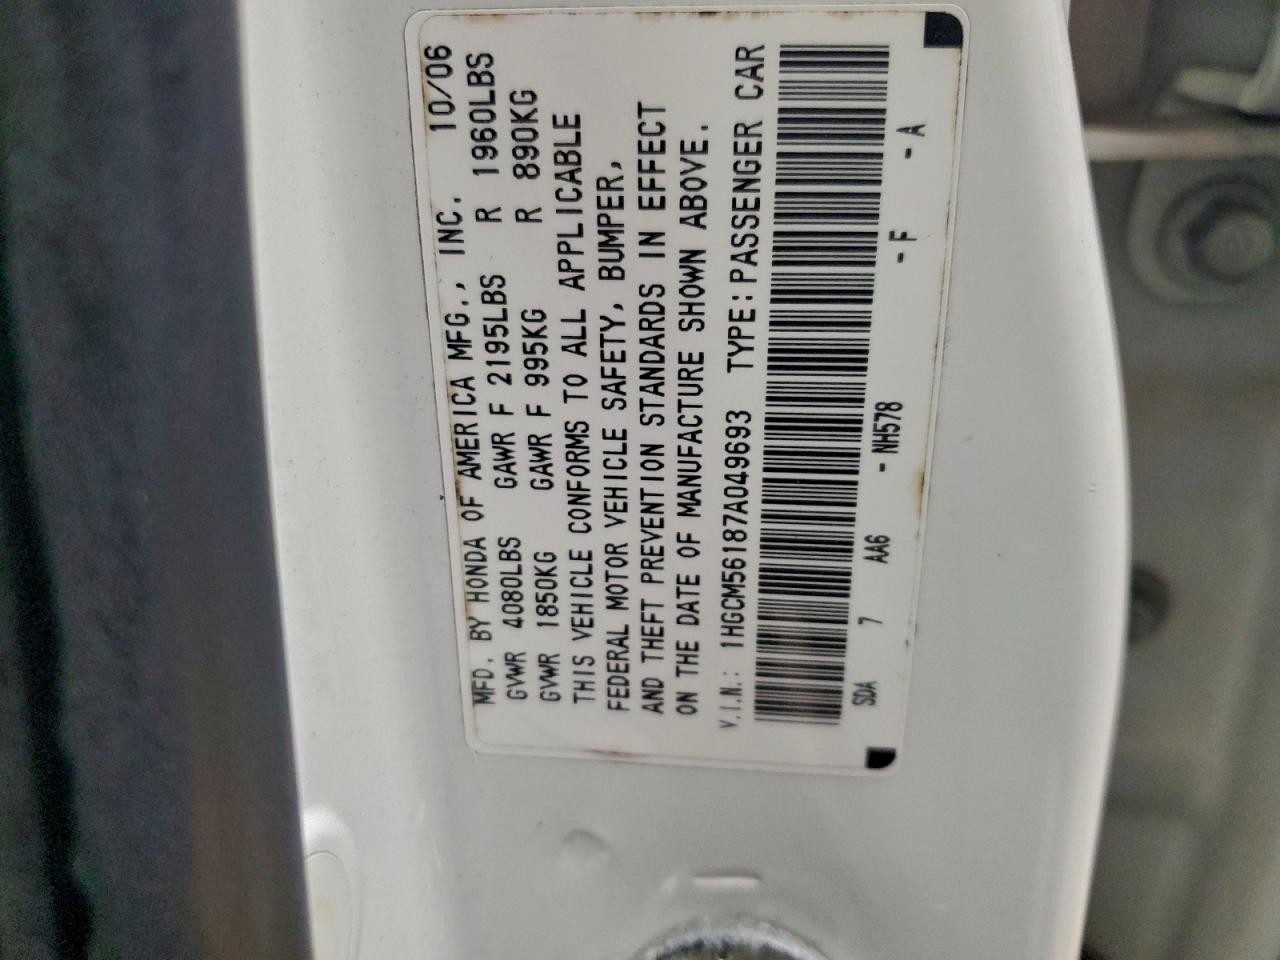 MFD. BY HONDA OF AMERICA MFG., INC. 10/06
GVWR 4080LBS GAWR F 2195LBS R 1960LBS
GVWR 1850KG GAWR F 995KG R 890KG
THIS VEHICLE CONFORMS TO ALL APPLICABLE
FEDERAL MOTOR VEHICLE SAFETY, BUMPER,
AND THEFT PREVENTION STANDARDS IN EFFECT
ON THE DATE OF MANUFACTURE SHOWN ABOVE.
V.I.N.: 1HGCM56187A049693 TYPE: PASSENGER CAR
SDA 7 AA6 - NH578 - F - A